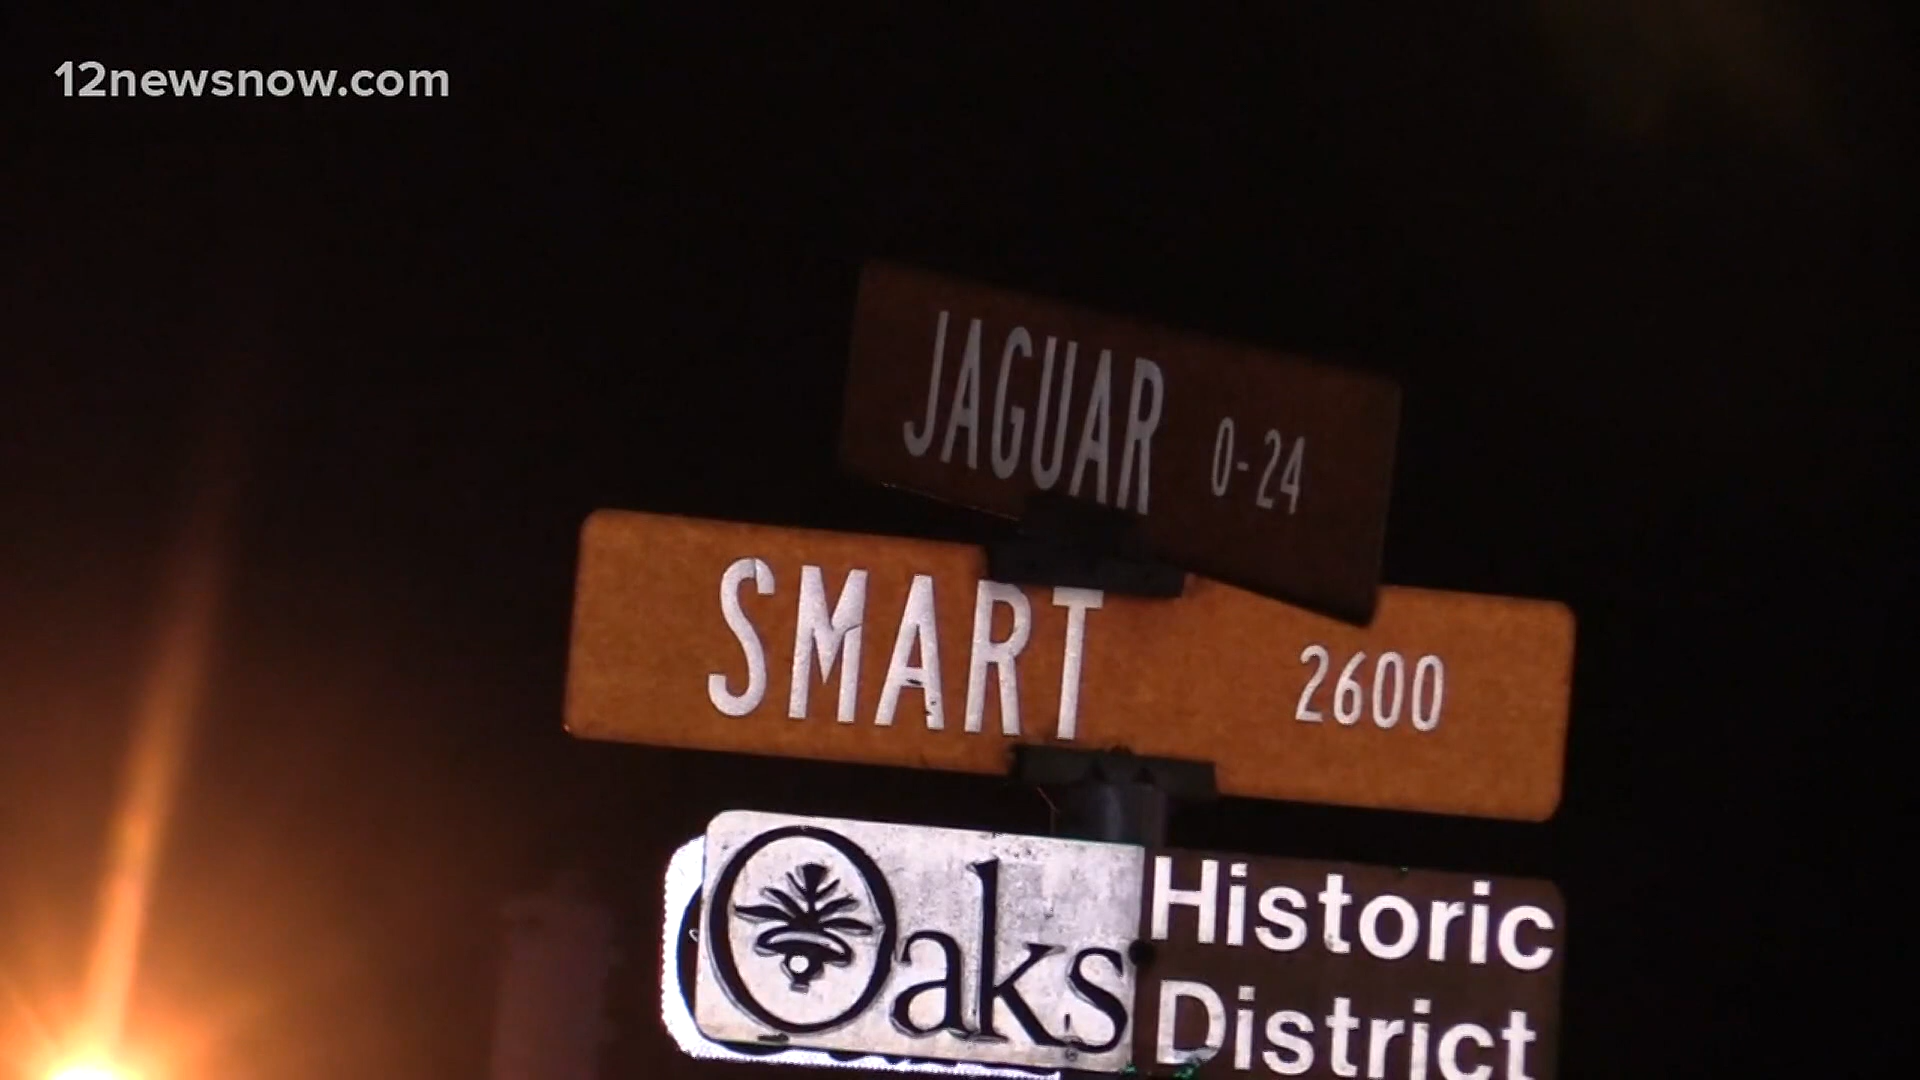 12newsnow.com
JAGUAR 0-24
SMART 2600
Oaks Historic
District